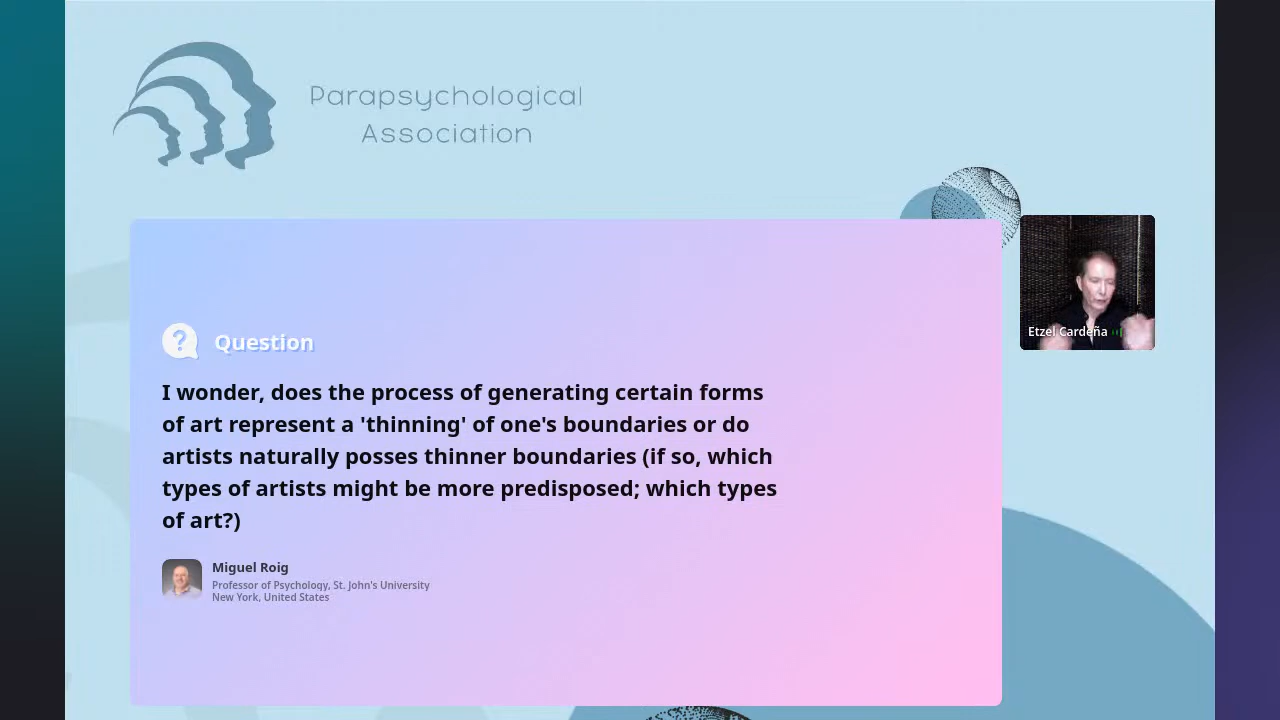 Parapsychological
Association
Question
I wonder, does the process of generating certain forms
of art represent a 'thinning' of one's boundaries or do
artists naturally posses thinner boundaries (if so, which
types of artists might be more predisposed; which types
of art?)
Miguel Roig
Professor of Psychology, St. John's University
New York, United States
Etzel Cardeña